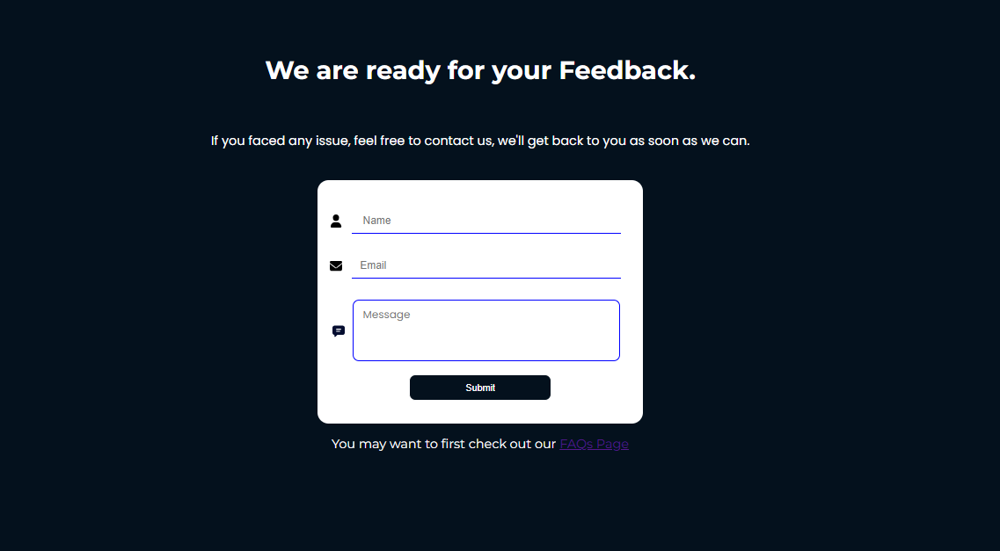 We are ready for your Feedback.
If you faced any issue, feel free to contact us, we'll get back to you as soon as we can.
Name
Email
Message
Submit
You may want to first check out our FAQs Page